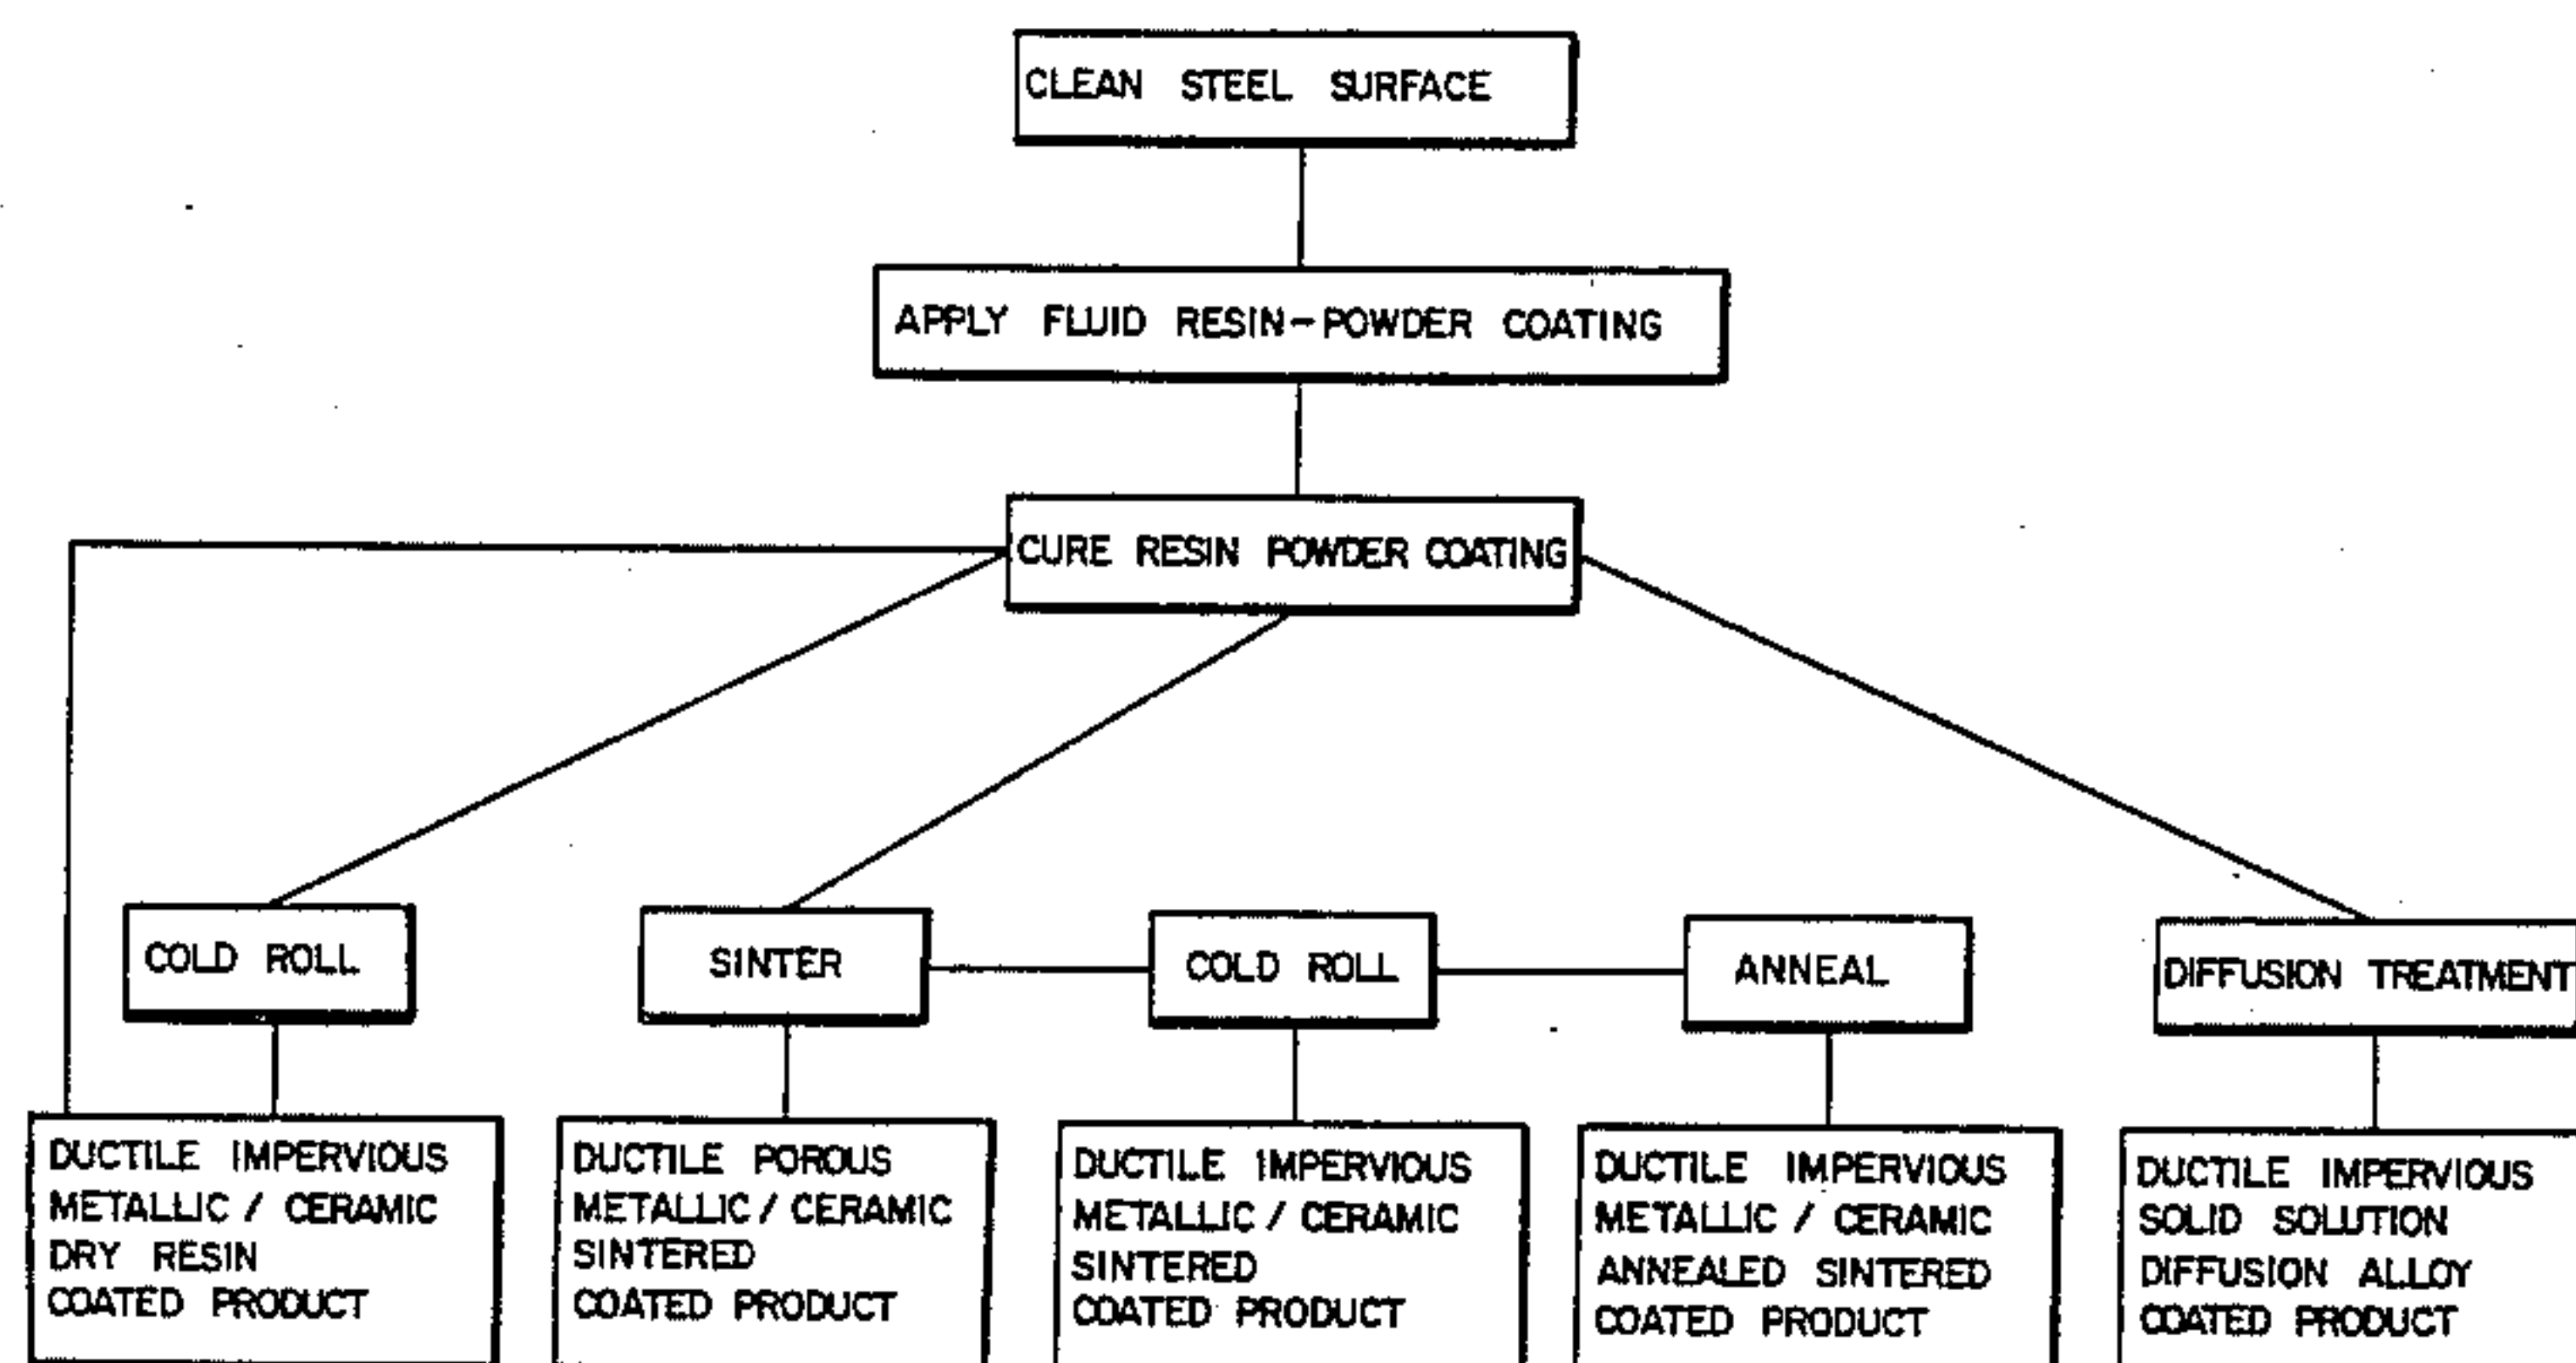 CLEAN STEEL SURFACE
APPLY FLUID RESIN-POWDER COATING
CURE RESIN POWDER COATING
COLD ROLL
SINTER
COLD ROLL
ANNEAL
DIFFUSION TREATMENT
DUCTILE IMPERVIOUS
METALLIC / CERAMIC
DRY RESIN
COATED PRODUCT
DUCTILE POROUS
METALLIC / CERAMIC
SINTERED
COATED PRODUCT
DUCTILE IMPERVIOUS
METALLIC / CERAMIC
SINTERED
COATED PRODUCT
DUCTILE IMPERVIOUS
METALLIC / CERAMIC
ANNEALED SINTERED
COATED PRODUCT
DUCTILE IMPERVIOUS
SOLID SOLUTION
DIFFUSION ALLOY
COATED PRODUCT